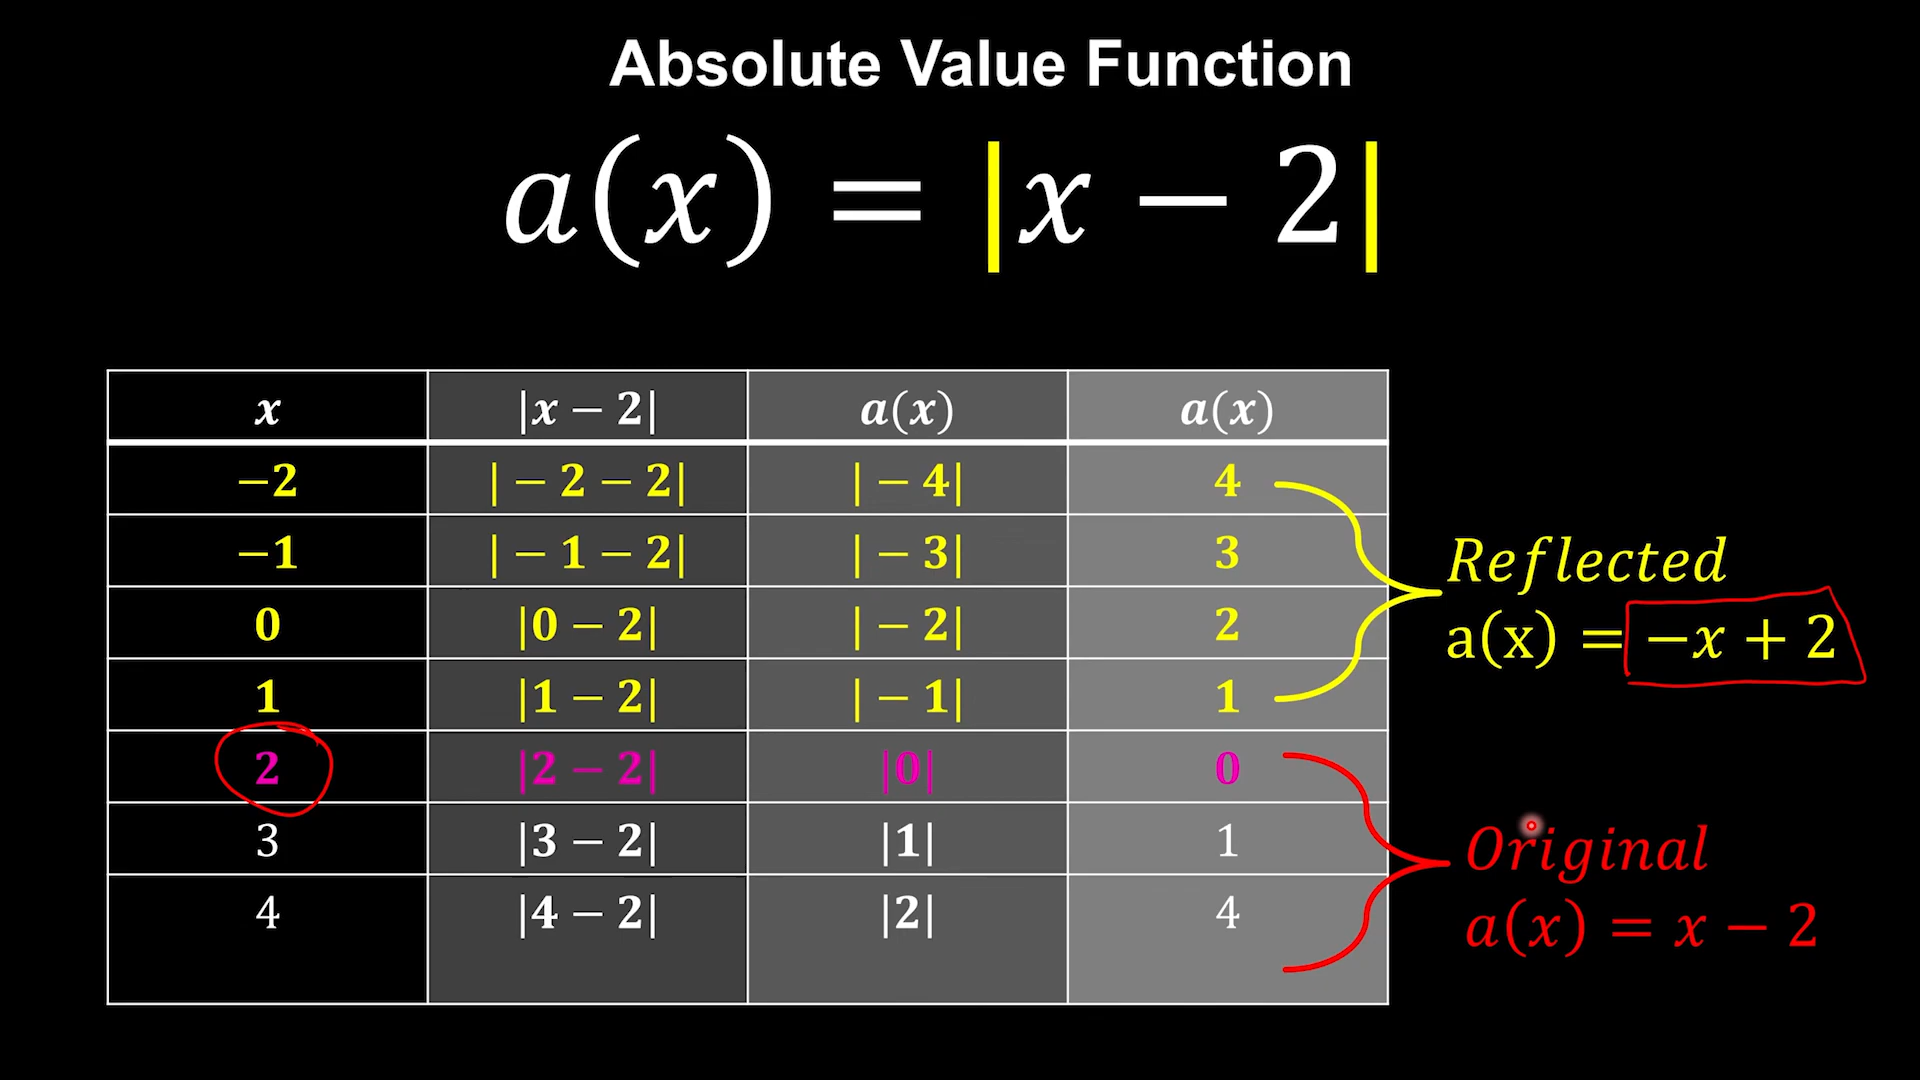 Absolute Value Function
a(x) = |x − 2|
x |x − 2| a(x) a(x)
−2 |− 2 − 2| |− 4| 4
−1 |− 1 − 2| |− 3| 3
0 |0 − 2| |− 2| 2
1 |1 − 2| |− 1| 1
2 |2 − 2| |0| 0
3 |3 − 2| |1| 1
4 |4 − 2| |2| 4
Reflected
a(x) = −x + 2
Original
a(x) = x − 2